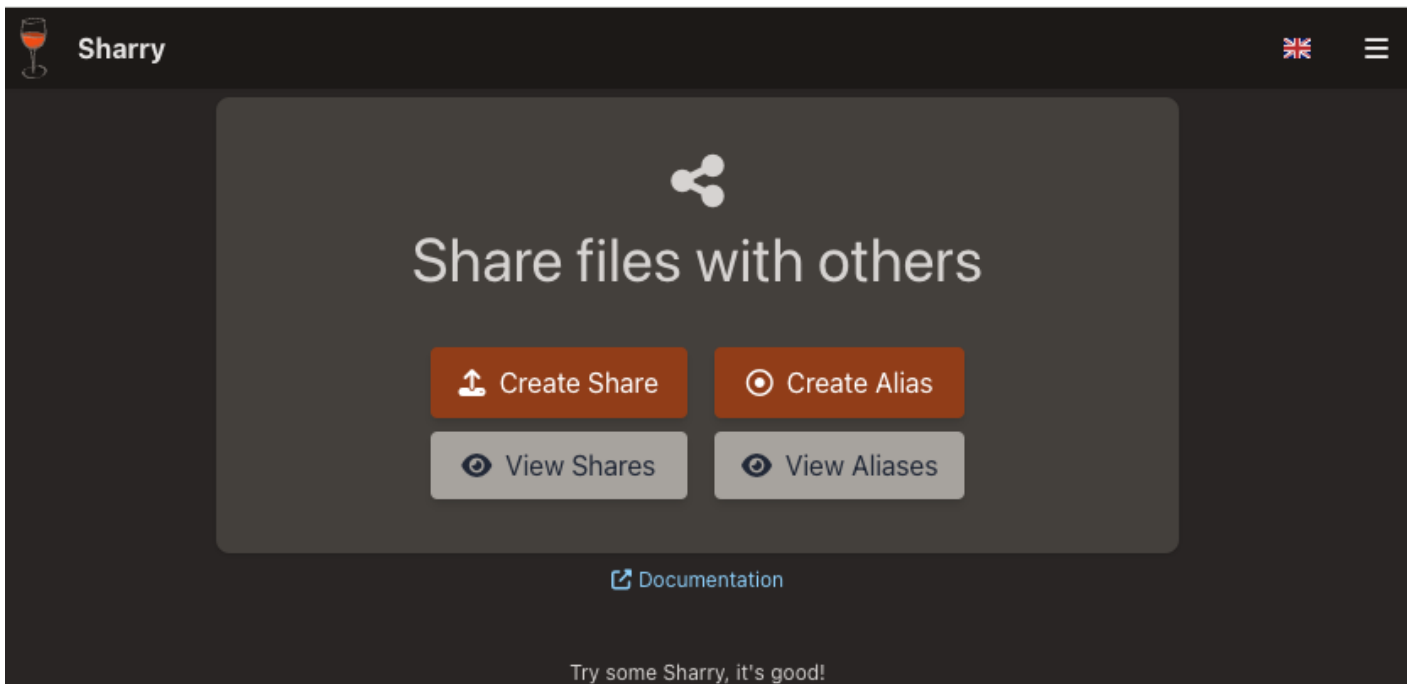 Sharry
Share files with others
Create Share
Create Alias
View Shares
View Aliases
Documentation
Try some Sharry, it's good!